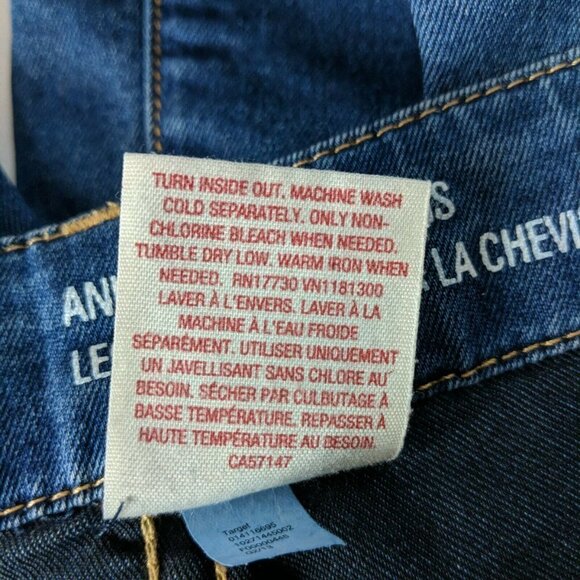 TURN INSIDE OUT. MACHINE WASH
COLD SEPARATELY. ONLY NON-
CHLORINE BLEACH WHEN NEEDED.
TUMBLE DRY LOW. WARM IRON WHEN
NEEDED. RN17730 VN1181300
LAVER À L'ENVERS. LAVER À LA
MACHINE À L'EAU FROIDE
SÉPARÉMENT. UTILISER UNIQUEMENT
UN JAVELLISANT SANS CHLORE AU
BESOIN. SÉCHER PAR CULBUTAGE À
BASSE TEMPÉRATURE. REPASSER À
HAUTE TEMPÉRATURE AU BESOIN.
CA57147
LA CHEVI
LE
Target